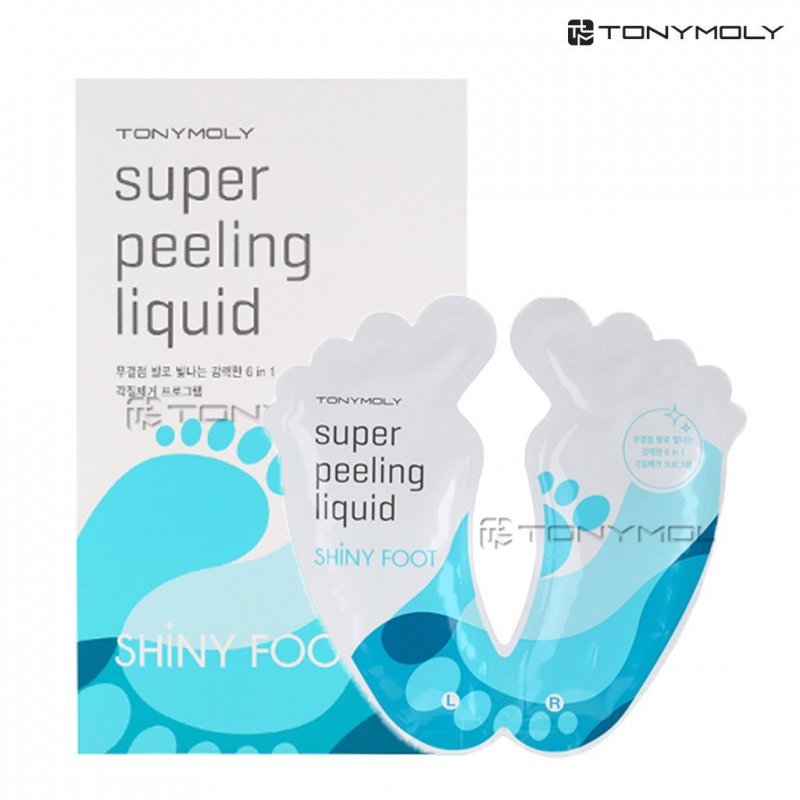 TONYMOLY
TONYMOLY
super
peeling
liquid
무결점 발로 빛나는 강력한 6 in 1
각질제거 프로그램
TONYMOLY
SHiNY FOOT
TONYMOLY
super
peeling
liquid
SHiNY FOOT
무결점 발로 빛나는
강력한 6 in 1
각질제거 프로그램
TONYMOLY
L
R